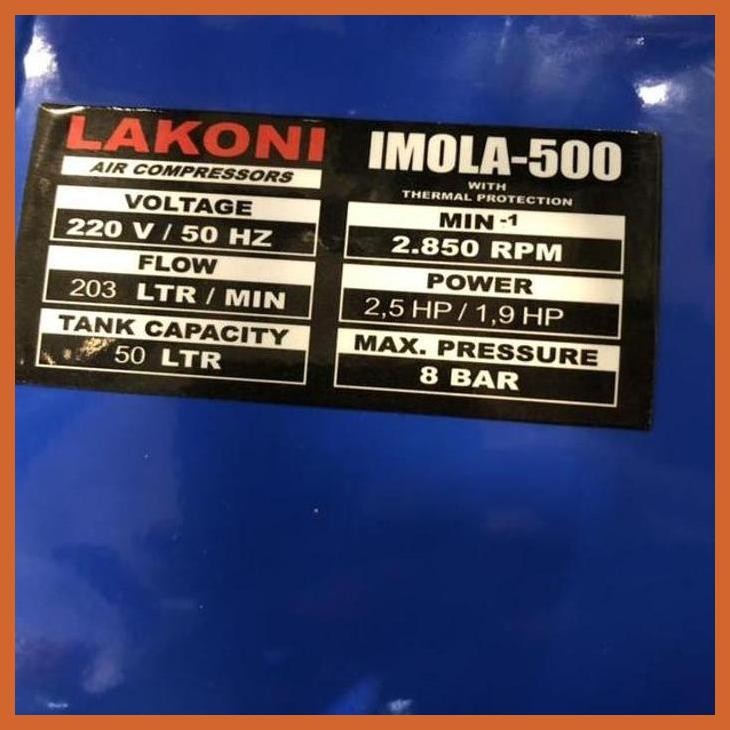 LAKONI
AIR COMPRESSORS
VOLTAGE
220 V / 50 HZ
FLOW
203 LTR / MIN
TANK CAPACITY
50 LTR
IMOLA-500
WITH
THERMAL PROTECTION
MIN -1
2.850 RPM
POWER
2,5 HP / 1,9 HP
MAX. PRESSURE
8 BAR